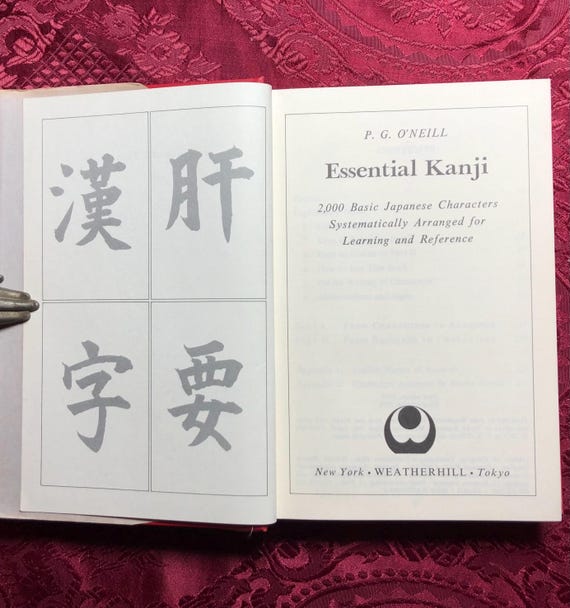 肝要
漢字
P. G. O'NEILL
Essential Kanji
2,000 Basic Japanese Characters
Systematically Arranged for
Learning and Reference
New York • WEATHERHILL • Tokyo